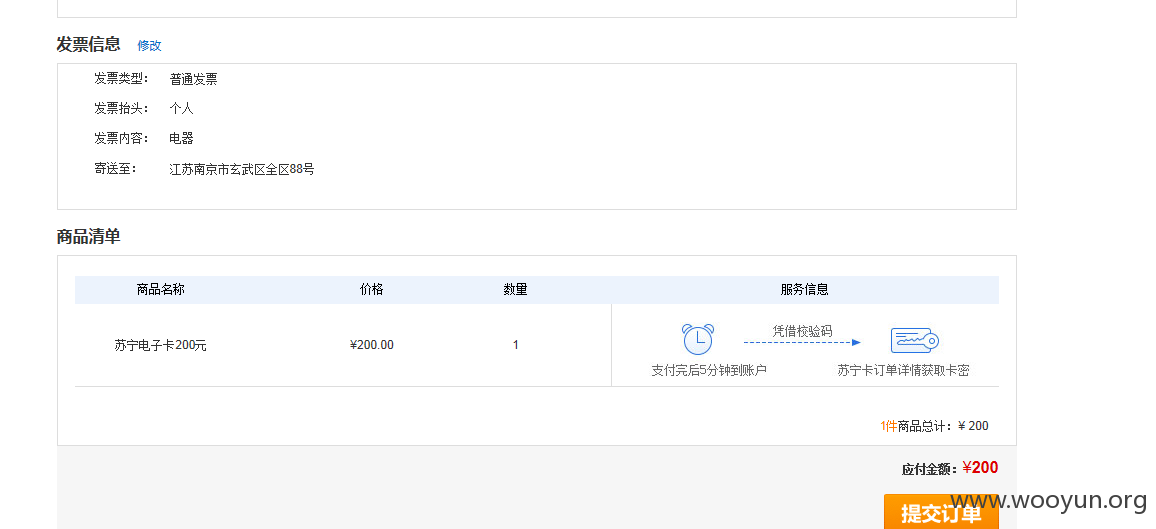 发票信息 修改
发票类型： 普通发票
发票抬头： 个人
发票内容： 电器
寄送至： 江苏南京市玄武区全区88号
商品清单
商品名称 价格 数量 服务信息
凭借校验码
苏宁电子卡200元 ¥200.00 1
支付完后5分钟到账户 苏宁卡订单详情获取卡密
1件商品总计：¥ 200
应付金额：¥200
www.wooyun.org
提交订单